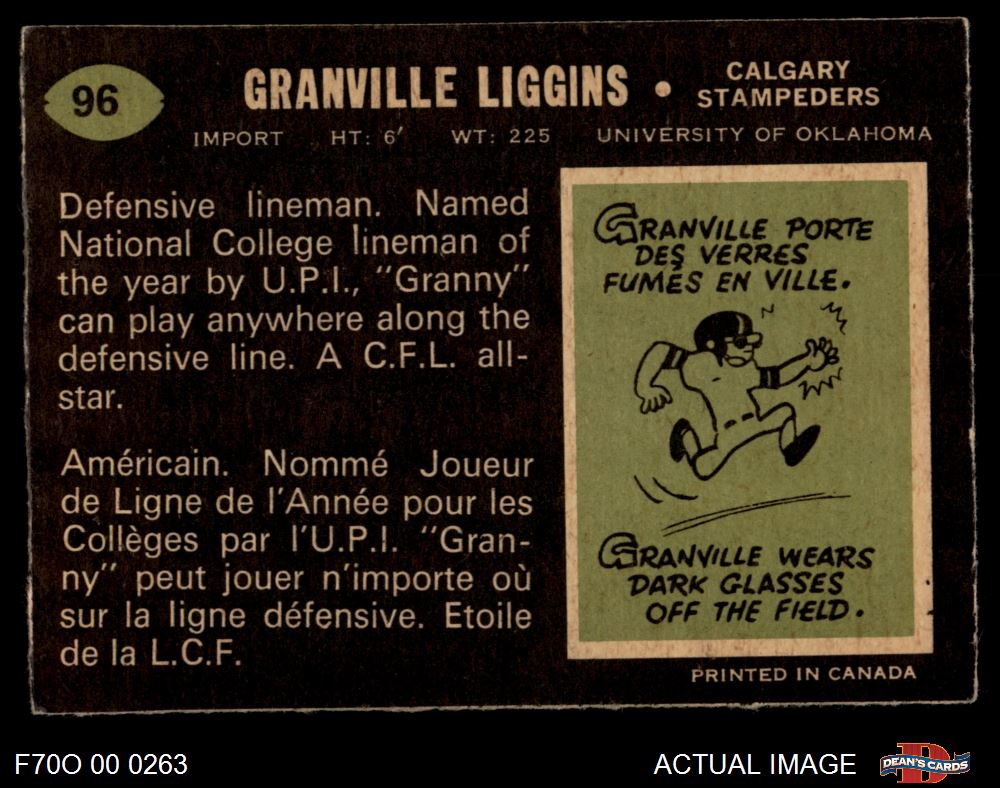 96
GRANVILLE LIGGINS •
CALGARY
STAMPEDERS
IMPORT HT: 6′ WT: 225 UNIVERSITY OF OKLAHOMA
Defensive lineman. Named
National College lineman of
the year by U.P.I., "Granny"
can play anywhere along the
defensive line. A C.F.L. all-
star.
Américain. Nommé Joueur
de Ligne de l'Année pour les
Collèges par l'U.P.I. "Gran-
ny" peut jouer n'importe où
sur la ligne défensive. Etoile
de la L.C.F.
GRANVILLE PORTE
DES VERRES
FUMÉS EN VILLE.
GRANVILLE WEARS
DARK GLASSES
OFF THE FIELD.
PRINTED IN CANADA
F70O 00 0263
ACTUAL IMAGE
DEAN'S CARDS